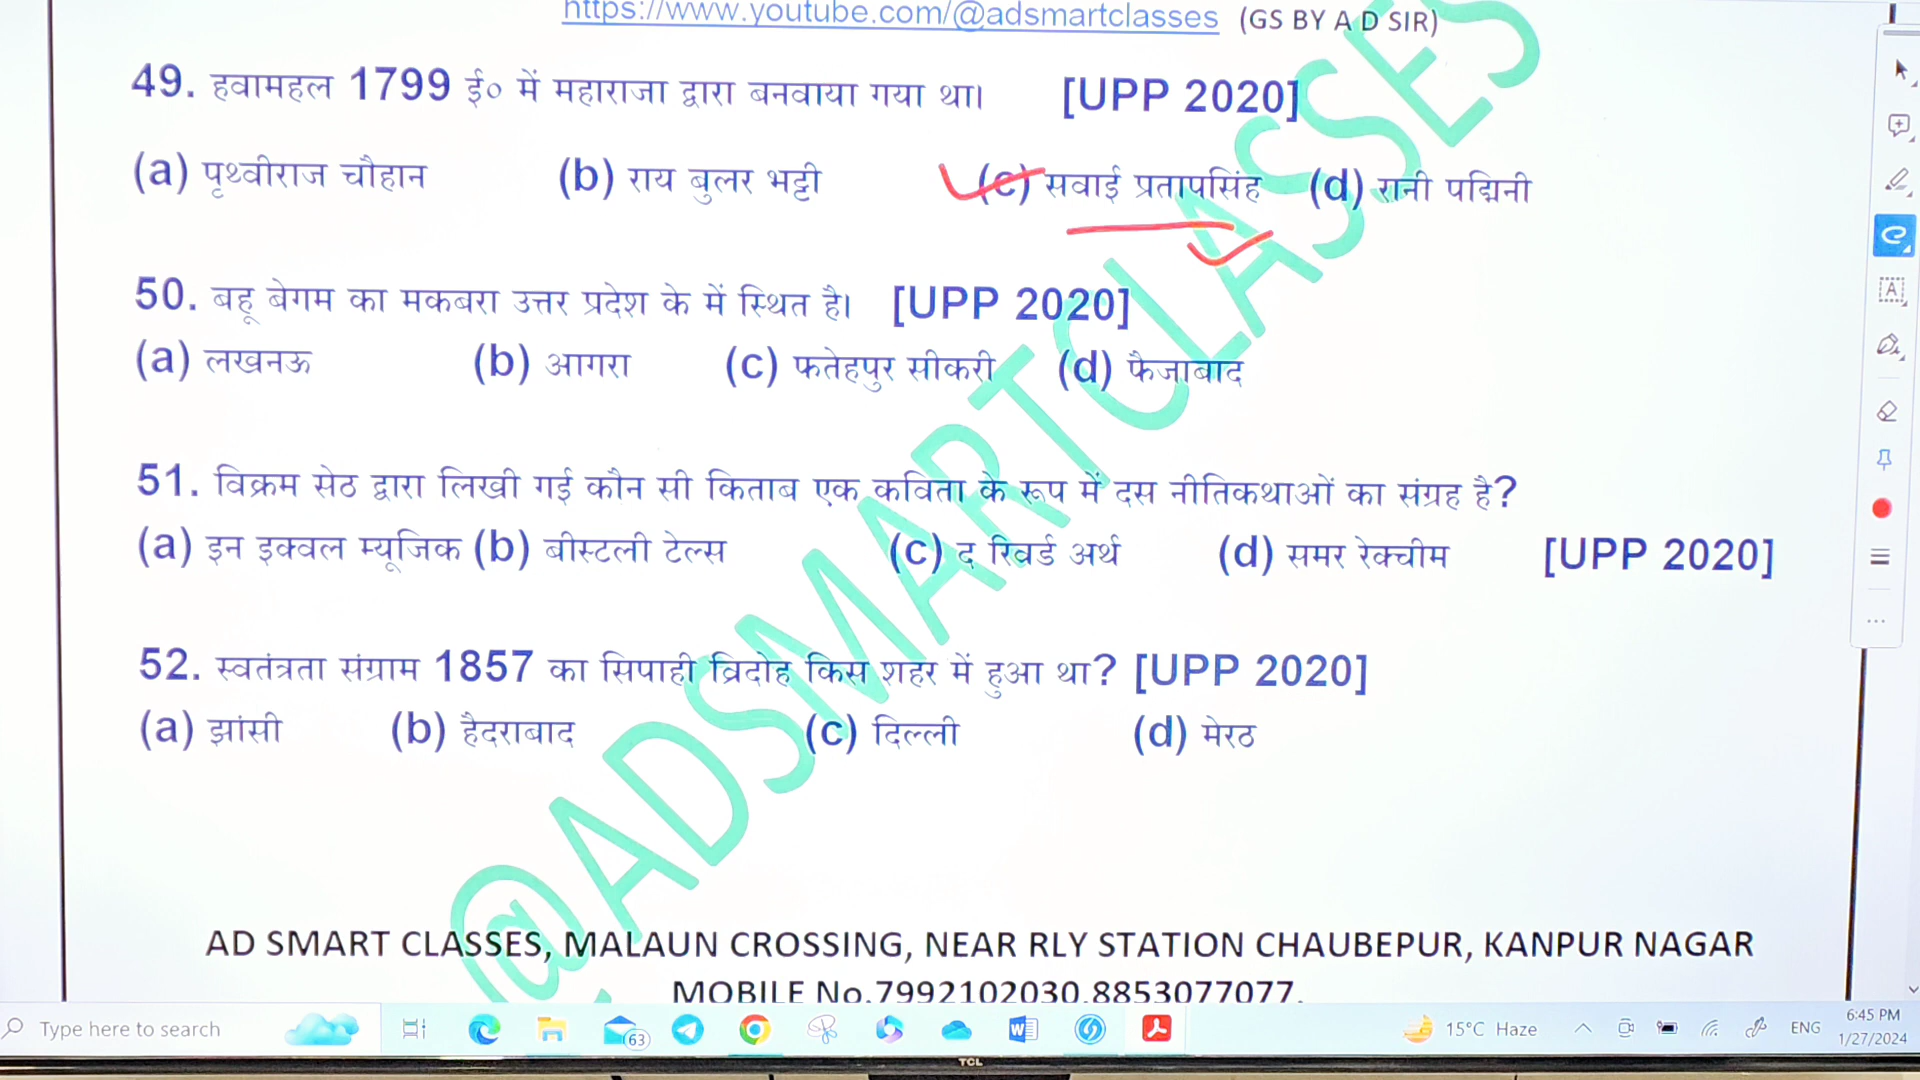 https://www.youtube.com/@adsmartclasses (GS BY A D SIR)
49. हवामहल 1799 ई० में महाराजा द्वारा बनवाया गया था। [UPP 2020]
(a) पृथ्वीराज चौहान (b) राय बुलर भट्टी (c) सवाई प्रतापसिंह (d) रानी पद्मिनी
50. बहू बेगम का मकबरा उत्तर प्रदेश के में स्थित है। [UPP 2020]
(a) लखनऊ (b) आगरा (c) फतेहपुर सीकरी (d) फैजाबाद
51. विक्रम सेठ द्वारा लिखी गई कौन सी किताब एक कविता के रूप में दस नीतिकथाओं का संग्रह है?
(a) इन इक्वल म्यूजिक (b) बीस्टली टेल्स (c) द रिवर्ड अर्थ (d) समर रेक्चीम [UPP 2020]
52. स्वतंत्रता संग्राम 1857 का सिपाही विदोह किस शहर में हुआ था? [UPP 2020]
(a) झांसी (b) हैदराबाद (c) दिल्ली (d) मेरठ
@ADSMARTCLASSES
AD SMART CLASSES, MALAUN CROSSING, NEAR RLY STATION CHAUBEPUR, KANPUR NAGAR
MOBILE No.7992102030,8853077077.
Type here to search 63 15°C Haze ENG 6:45 PM
1/27/2024
TCL